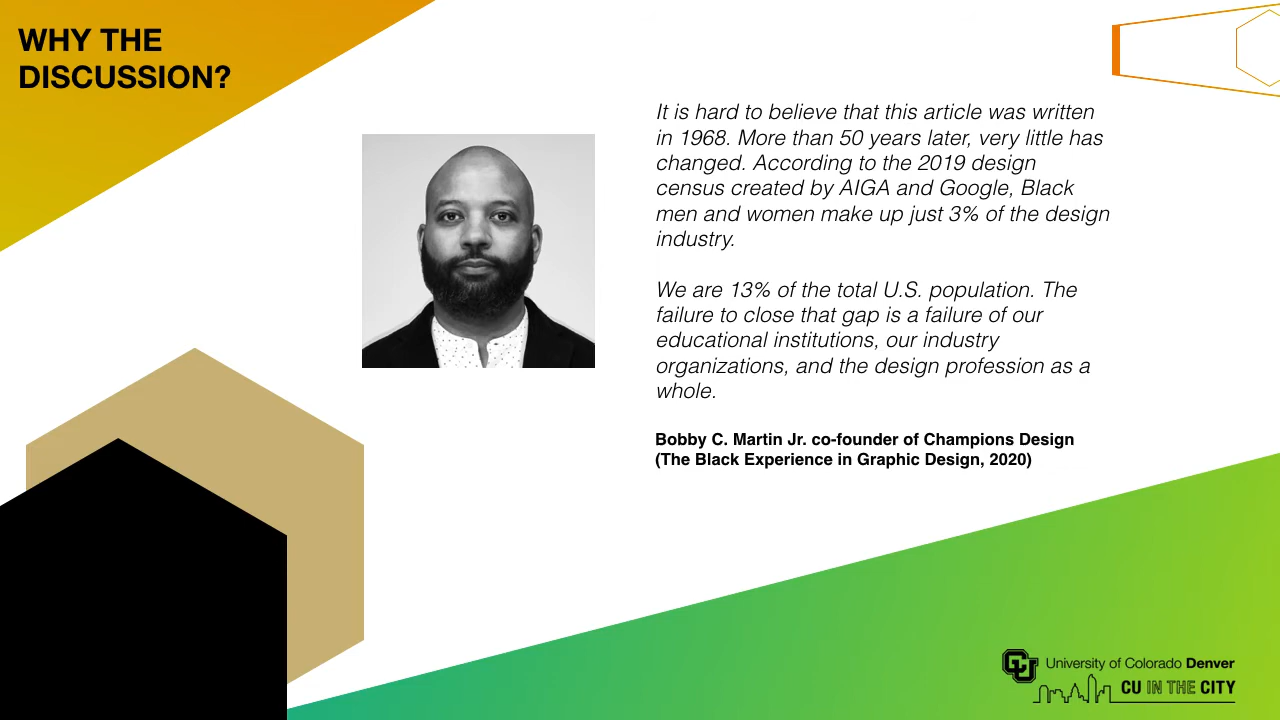 WHY THE
DISCUSSION?
It is hard to believe that this article was written
in 1968. More than 50 years later, very little has
changed. According to the 2019 design
census created by AIGA and Google, Black
men and women make up just 3% of the design
industry.
We are 13% of the total U.S. population. The
failure to close that gap is a failure of our
educational institutions, our industry
organizations, and the design profession as a
whole.
Bobby C. Martin Jr. co-founder of Champions Design
(The Black Experience in Graphic Design, 2020)
CU University of Colorado Denver
CU IN THE CITY